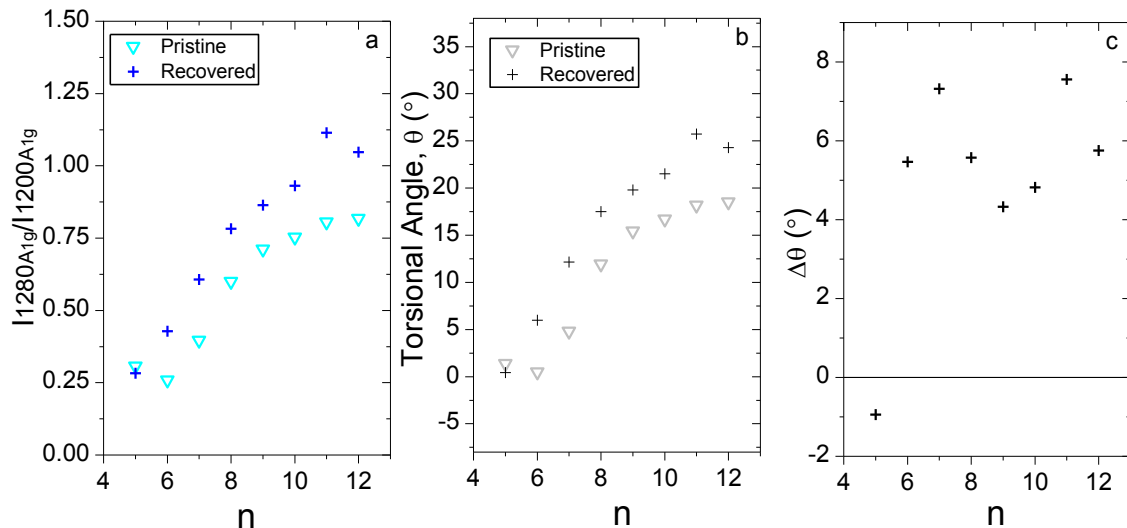 a
Pristine
Recovered
1.50
1.25
1.00
0.75
0.50
0.25
0.00
4
6
8
10
12
n
I1280A1g/I1200A1g
b
Pristine
Recovered
35
30
25
20
15
10
5
0
-5
4
6
8
10
12
n
Torsional Angle, θ (°)
c
8
6
4
2
0
-2
4
6
8
10
12
n
Δθ (°)